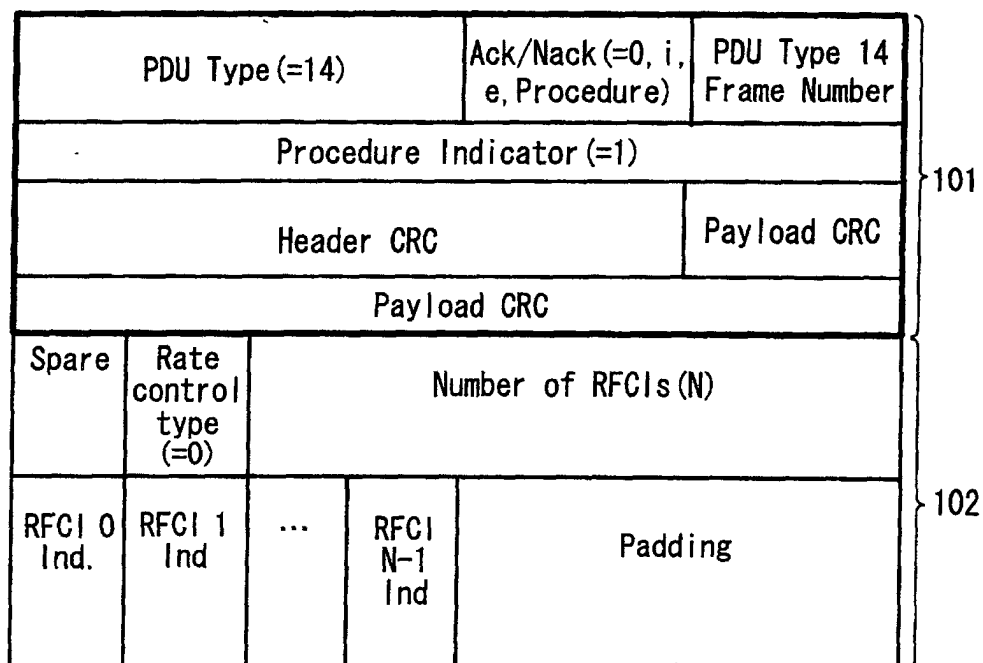 PDU Type(=14)
Ack/Nack(=0, i,
e, Procedure)
PDU Type 14
Frame Number
Procedure Indicator(=1)
101
Header CRC
Payload CRC
Payload CRC
Spare
Rate
control
type
(=0)
Number of RFCIs(N)
102
RFCI 0
Ind.
RFCI 1
Ind
...
RFCI
N-1
Ind
Padding